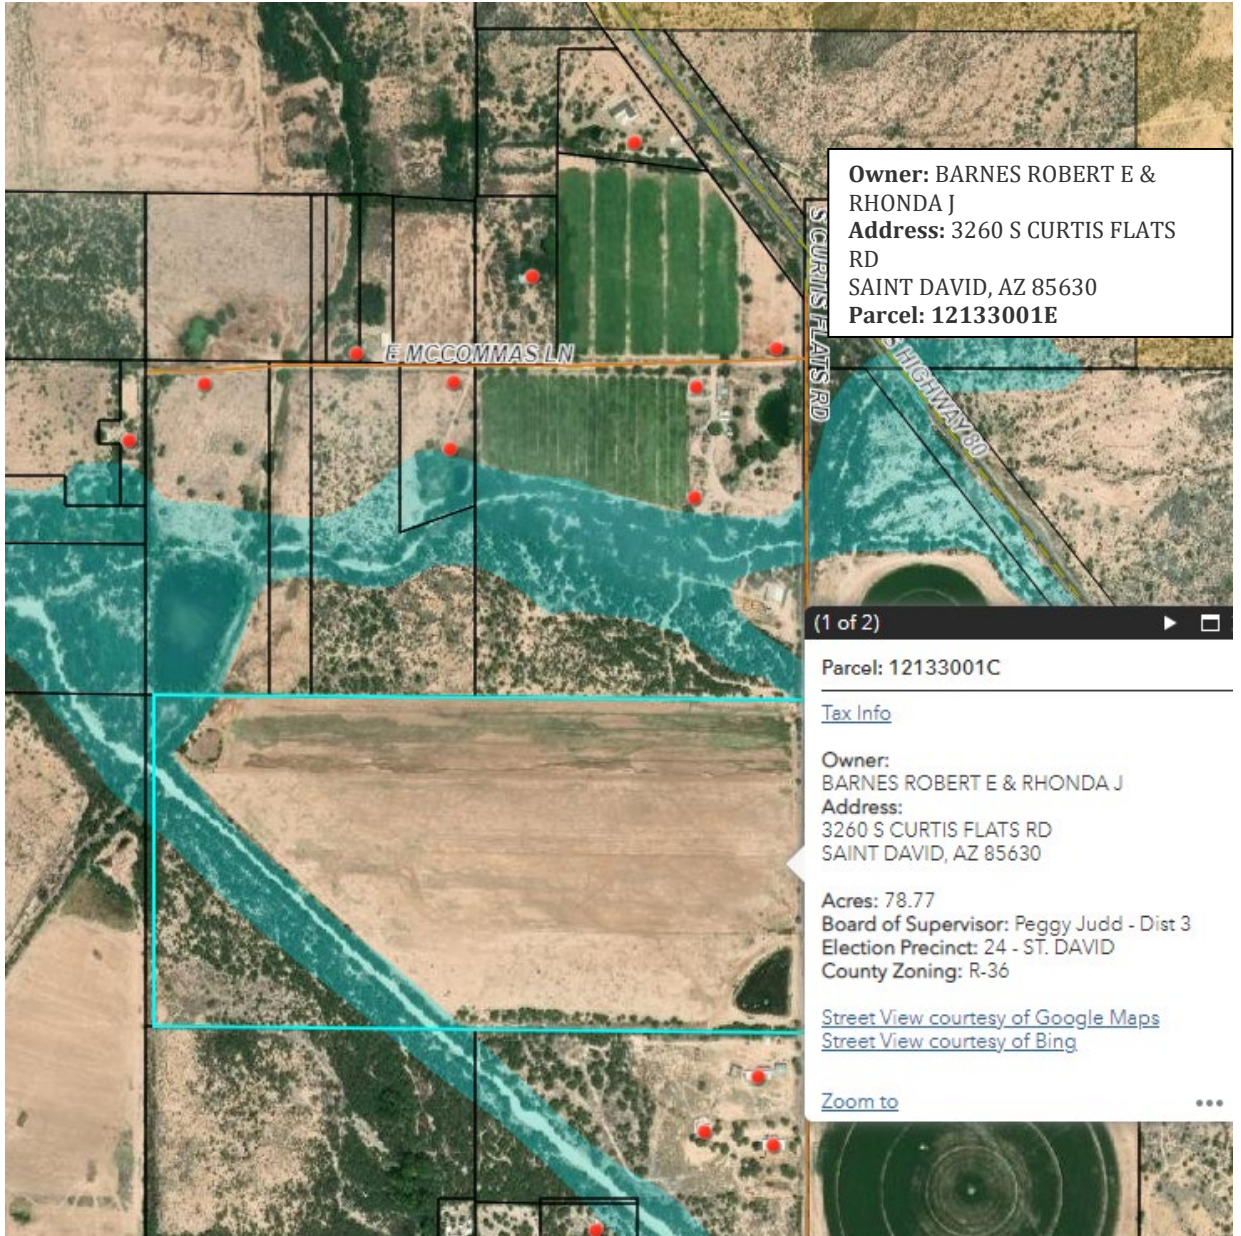 Owner: BARNES ROBERT E &
RHONDA J
Address: 3260 S CURTIS FLATS
RD
SAINT DAVID, AZ 85630
Parcel: 12133001E
S CURTIS FLATS RD
E MCCOMMAS LN
S HIGHWAY 80
(1 of 2)
Parcel: 12133001C
Tax Info
Owner:
BARNES ROBERT E & RHONDA J
Address:
3260 S CURTIS FLATS RD
SAINT DAVID, AZ 85630
Acres: 78.77
Board of Supervisor: Peggy Judd - Dist 3
Election Precinct: 24 - ST. DAVID
County Zoning: R-36
Street View courtesy of Google Maps
Street View courtesy of Bing
Zoom to